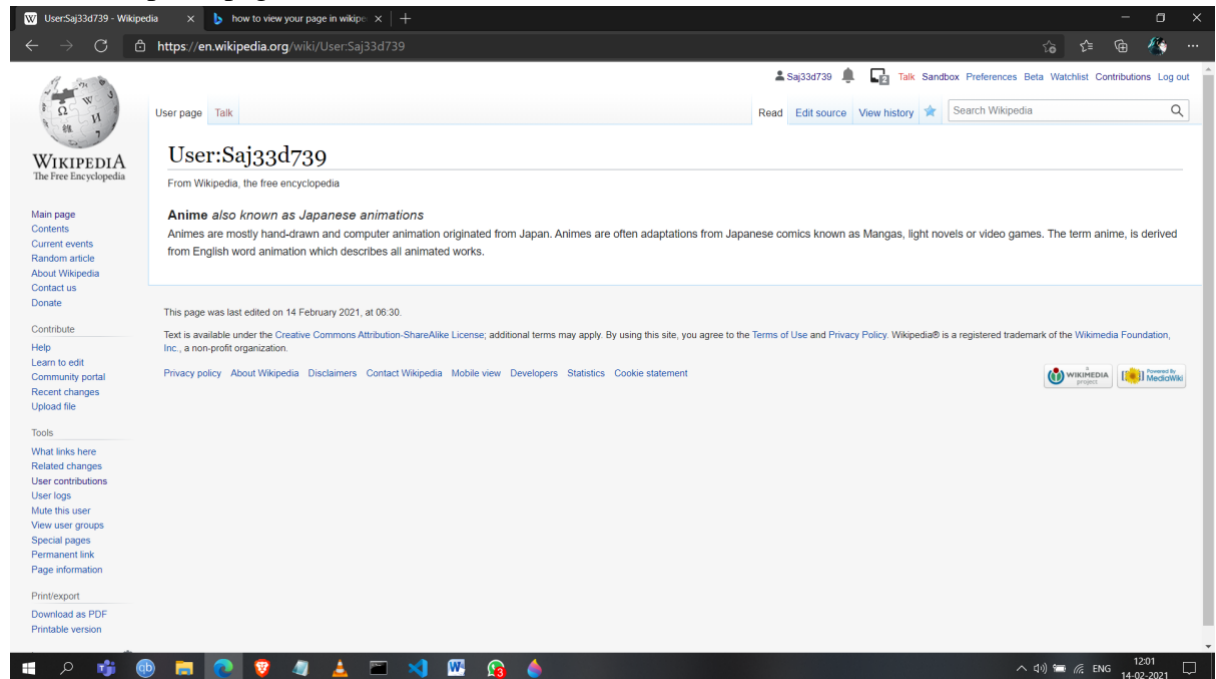 User:Saj33d739 - Wikipedia
how to view your page in wikipe
https://en.wikipedia.org/wiki/User:Saj33d739
Saj33d739 2 Talk Sandbox Preferences Beta Watchlist Contributions Log out
User page Talk Read Edit source View history Search Wikipedia
WIKIPEDIA
The Free Encyclopedia
User:Saj33d739
From Wikipedia, the free encyclopedia
Anime also known as Japanese animations
Animes are mostly hand-drawn and computer animation originated from Japan. Animes are often adaptations from Japanese comics known as Mangas, light novels or video games. The term anime, is derived
from English word animation which describes all animated works.
This page was last edited on 14 February 2021, at 06:30.
Text is available under the Creative Commons Attribution-ShareAlike License; additional terms may apply. By using this site, you agree to the Terms of Use and Privacy Policy. Wikipedia® is a registered trademark of the Wikimedia Foundation,
Inc., a non-profit organization.
Privacy policy About Wikipedia Disclaimers Contact Wikipedia Mobile view Developers Statistics Cookie statement
a
WIKIMEDIA
project
Powered By
MediaWiki
Main page
Contents
Current events
Random article
About Wikipedia
Contact us
Donate
Contribute
Help
Learn to edit
Community portal
Recent changes
Upload file
Tools
What links here
Related changes
User contributions
User logs
Mute this user
View user groups
Special pages
Permanent link
Page information
Print/export
Download as PDF
Printable version
ENG
12:01
14-02-2021